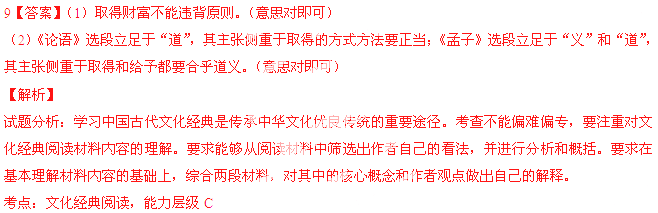 9【答案】（1）取得财富不能违背原则。（意思对即可）
（2）《论语》选段立足于“道”，其主张侧重于取得的方式方法要正当；《孟子》选段立足于“义”和“道”，
其主张侧重于取得和给予都要合乎道义。（意思对即可）
【解析】
试题分析：学习中国古代文化经典是传承中华文化优良传统的重要途径。考查不能偏难偏专，要注重对文
化经典阅读材料内容的理解。要求能够从阅读材料中筛选出作者自己的看法，并进行分析和概括。要求在
基本理解材料内容的基础上，综合两段材料，对其中的核心概念和作者观点做出自己的解释。
考点：文化经典阅读，能力层级 C